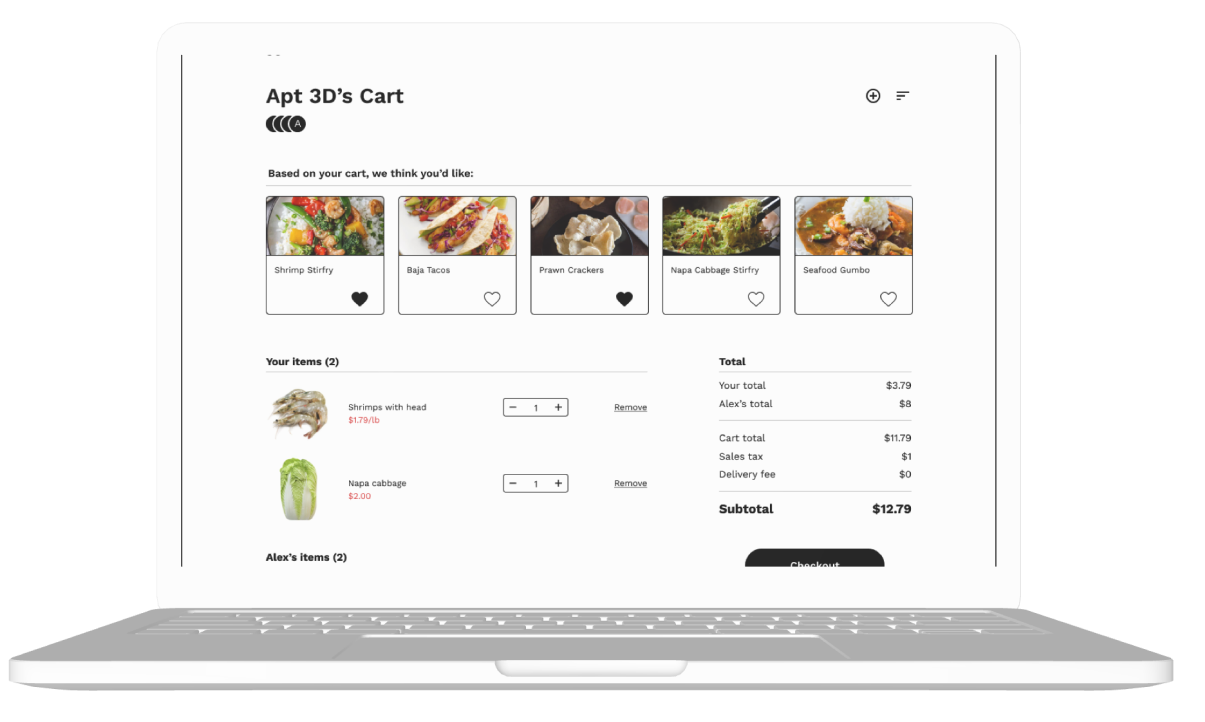 Apt 3D's Cart
A
Based on your cart, we think you'd like:
Shrimp Stirfry
Baja Tacos
Prawn Crackers
Napa Cabbage Stirfry
Seafood Gumbo
Your items (2)
Shrimps with head
$1.79/lb
1
Remove
Napa cabbage
$2.00
1
Remove
Alex's items (2)
Total
Your total $3.79
Alex's total $8
Cart total $11.79
Sales tax $1
Delivery fee $0
Subtotal $12.79
Checkout